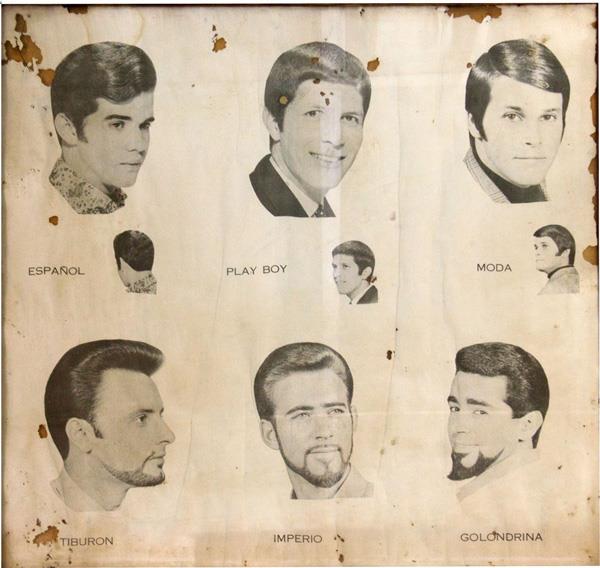 ESPAÑOL
PLAY BOY
MODA
TIBURON
IMPERIO
GOLONDRINA